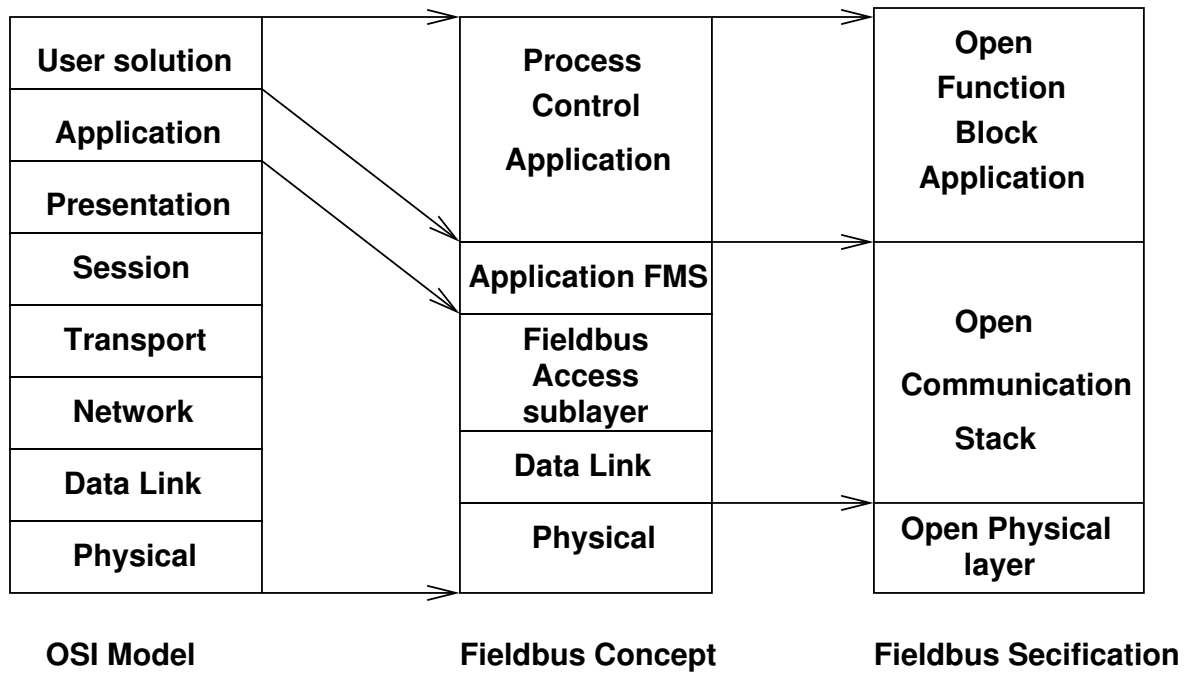 User solution
Application
Presentation
Session
Transport
Network
Data Link
Physical
OSI Model
Process
Control
Application
Application FMS
Fieldbus
Access
sublayer
Data Link
Physical
Fieldbus Concept
Open
Function
Block
Application
Open
Communication
Stack
Open Physical
layer
Fieldbus Secification